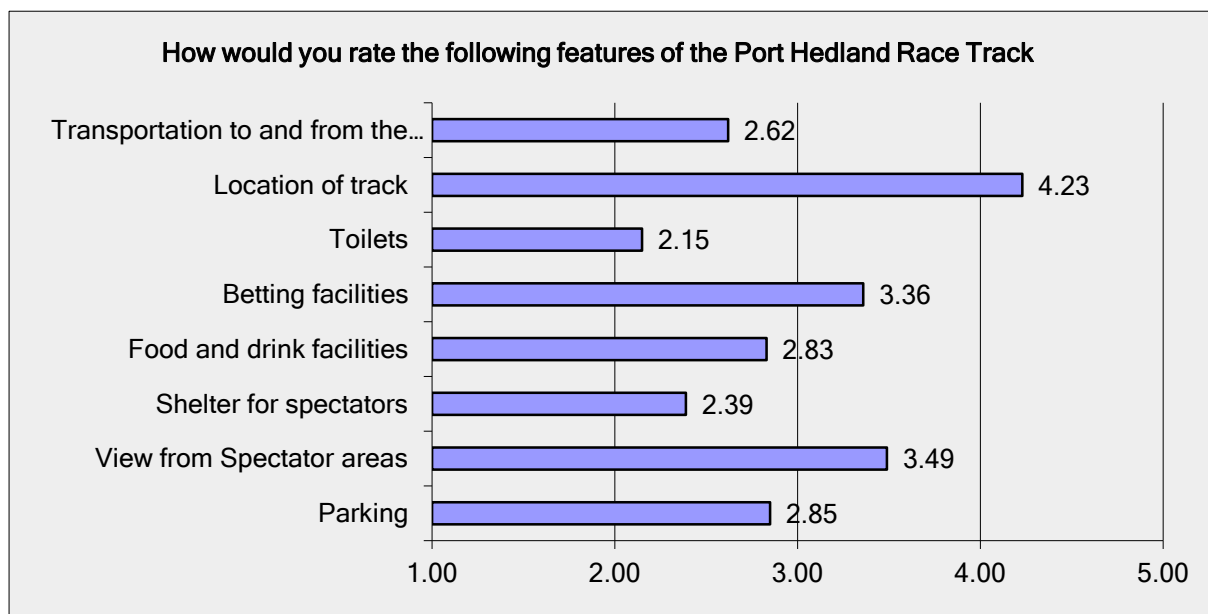 How would you rate the following features of the Port Hedland Race Track
Transportation to and from the... 2.62
Location of track 4.23
Toilets 2.15
Betting facilities 3.36
Food and drink facilities 2.83
Shelter for spectators 2.39
View from Spectator areas 3.49
Parking 2.85
1.00 2.00 3.00 4.00 5.00